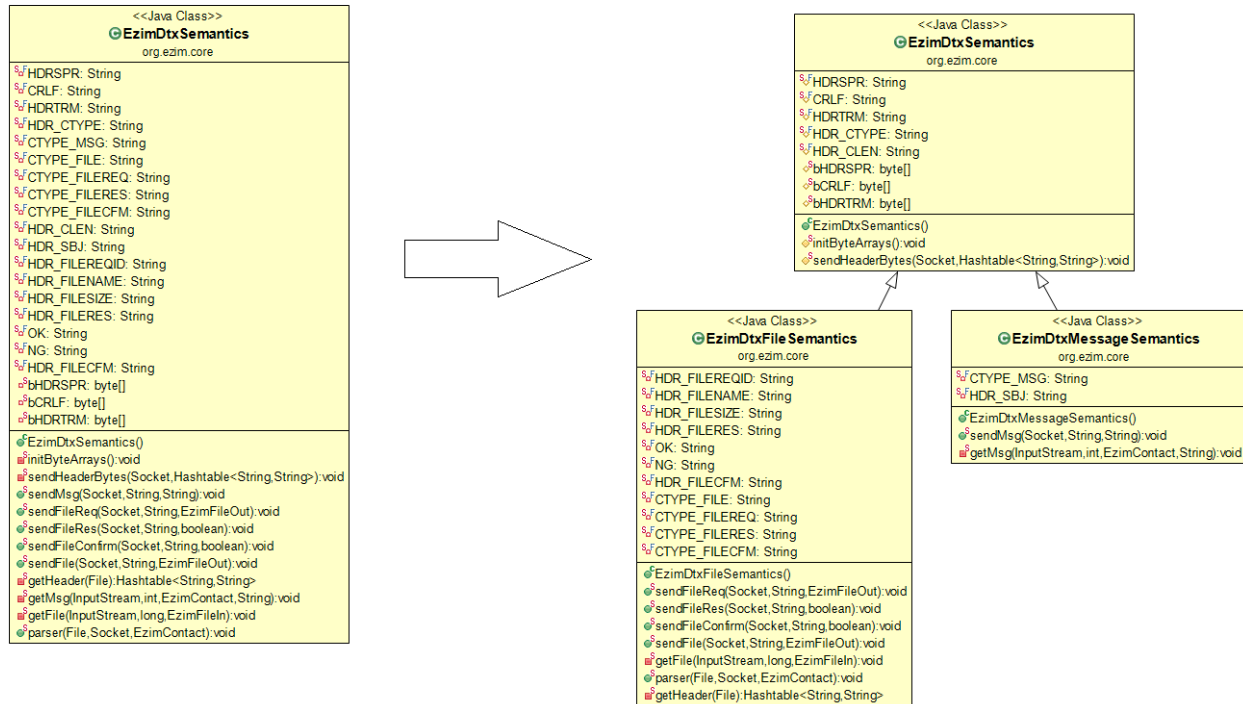 <<Java Class>>
EzimDtxSemantics
org.ezim.core
HDRSPR: String
CRLF: String
HDRTRM: String
HDR_CTYPE: String
CTYPE_MSG: String
CTYPE_FILE: String
CTYPE_FILEREQ: String
CTYPE_FILERES: String
CTYPE_FILECFM: String
HDR_CLEN: String
HDR_SBJ: String
HDR_FILEREQID: String
HDR_FILENAME: String
HDR_FILESIZE: String
HDR_FILERES: String
OK: String
NG: String
HDR_FILECFM: String
bHDRSPR: byte[]
bCRLF: byte[]
bHDRTRM: byte[]
EzimDtxSemantics()
initByteArrays():void
sendHeaderBytes(Socket,Hashtable<String,String>):void
sendMsg(Socket,String,String):void
sendFileReq(Socket,String,EzimFileOut):void
sendFileRes(Socket,String,boolean):void
sendFileConfirm(Socket,String,boolean):void
sendFile(Socket,String,EzimFileOut):void
getHeader(File):Hashtable<String,String>
getMsg(InputStream,int,EzimContact,String):void
getFile(InputStream,long,EzimFileIn):void
parser(File,Socket,EzimContact):void
<<Java Class>>
EzimDtxSemantics
org.ezim.core
HDRSPR: String
CRLF: String
HDRTRM: String
HDR_CTYPE: String
HDR_CLEN: String
bHDRSPR: byte[]
bCRLF: byte[]
bHDRTRM: byte[]
EzimDtxSemantics()
initByteArrays():void
sendHeaderBytes(Socket,Hashtable<String,String>):void
<<Java Class>>
EzimDtxFileSemantics
org.ezim.core
HDR_FILEREQID: String
HDR_FILENAME: String
HDR_FILESIZE: String
HDR_FILERES: String
OK: String
NG: String
HDR_FILECFM: String
CTYPE_FILE: String
CTYPE_FILEREQ: String
CTYPE_FILERES: String
CTYPE_FILECFM: String
EzimDtxFileSemantics()
sendFileReq(Socket,String,EzimFileOut):void
sendFileRes(Socket,String,boolean):void
sendFileConfirm(Socket,String,boolean):void
sendFile(Socket,String,EzimFileOut):void
getFile(InputStream,long,EzimFileIn):void
parser(File,Socket,EzimContact):void
getHeader(File):Hashtable<String,String>
<<Java Class>>
EzimDtxMessageSemantics
org.ezim.core
CTYPE_MSG: String
HDR_SBJ: String
EzimDtxMessageSemantics()
sendMsg(Socket,String,String):void
getMsg(InputStream,int,EzimContact,String):void